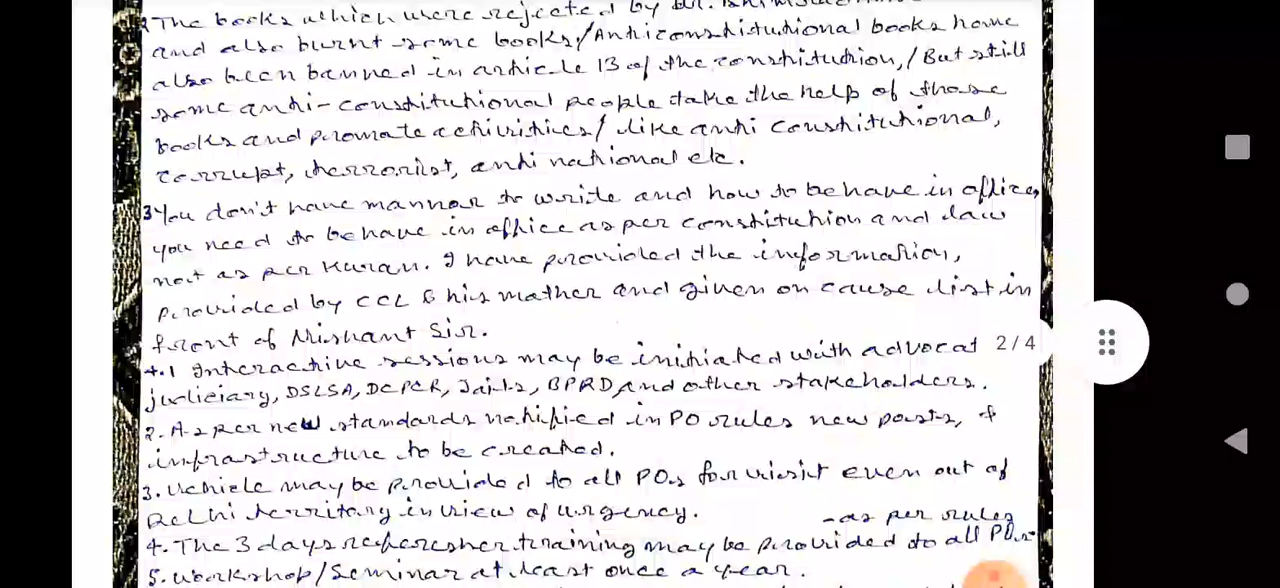 The books which were rejected by Dr.
and also burnt some books/Anticonstitutional books have
also been banned in article 13 of the constitution,/But still
some anti-constitutional people take the help of those
books and promate activities/ like anti constitutional,
corrupt, terrorist, anti national etc.
3 You don't have mannar to write and how to behave in office,
you need to behave in office as per constitution and law
not as per Kuran. I have provided the information,
provided by CCL & his mather and given on cause list in
front of Nishant Sir.
4.1 Interactive sessions may be initiated with advocat 2/4
judiciary, DSLSA, DCPCR, Jails, BPRD, and other stakeholders.
2. As per new standards notified in PO rules new posts, &
infrastructure to be created.
3. Vehicle may be provided to all POs for visit even out of
Delhi territory in view of urgency. -as per rules
4. The 3 days refresher training may be provided to all POs
5. Workshop/Seminar at least once a year.